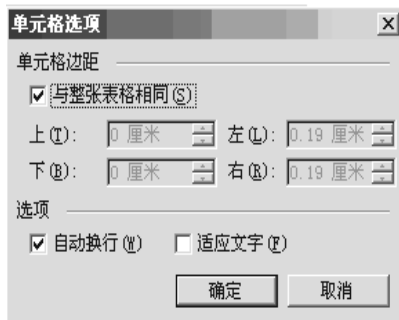 单元格选项
单元格边距
与整张表格相同(S)
上(T): 0 厘米 左(L): 0.19 厘米
下(B): 0 厘米 右(R): 0.19 厘米
选项
自动换行(W) 适应文字(F)
确定 取消